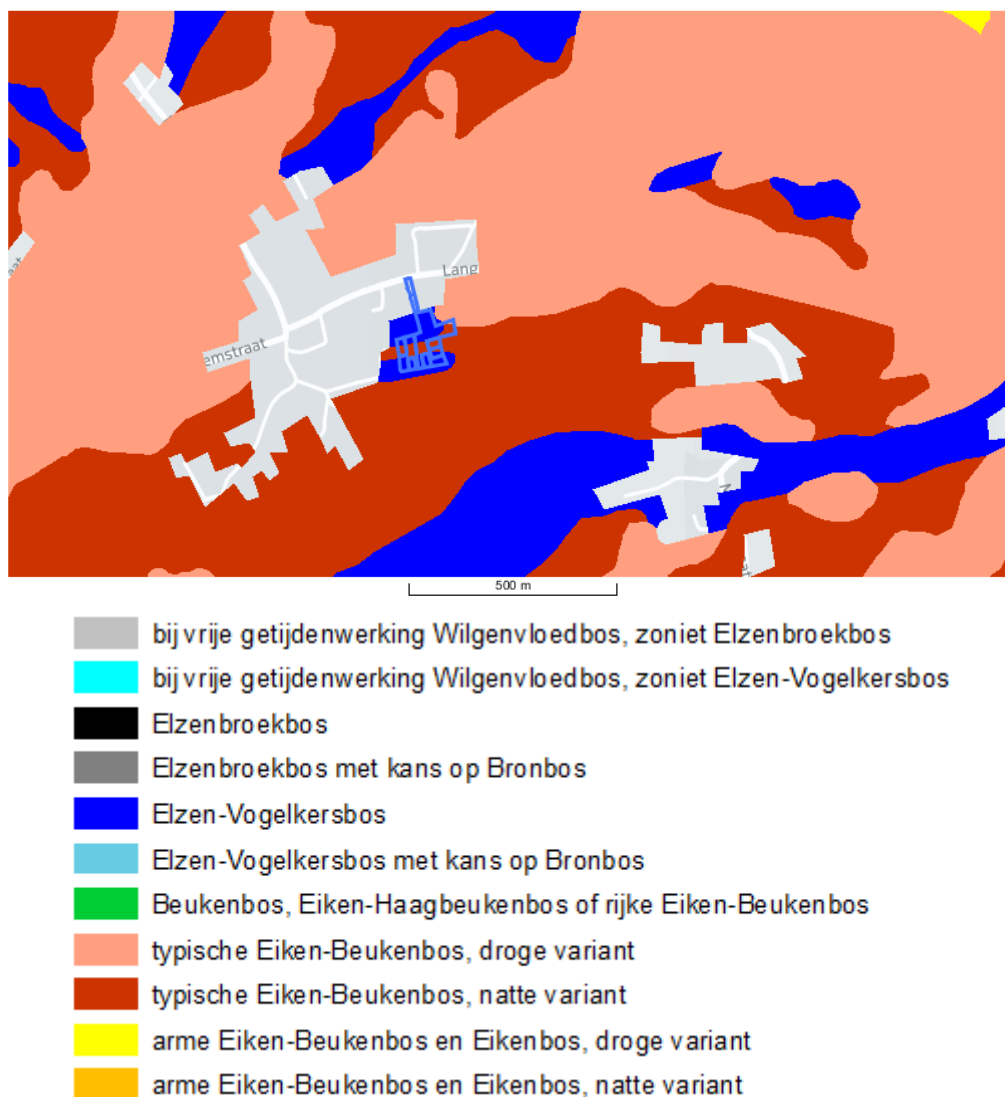 aat
Lang
emstraat
N
at
500 m
bij vrije getijdenwerking Wilgenvloedbos, zoniet Elzenbroekbos
bij vrije getijdenwerking Wilgenvloedbos, zoniet Elzen-Vogelkersbos
Elzenbroekbos
Elzenbroekbos met kans op Bronbos
Elzen-Vogelkersbos
Elzen-Vogelkersbos met kans op Bronbos
Beukenbos, Eiken-Haagbeukenbos of rijke Eiken-Beukenbos
typische Eiken-Beukenbos, droge variant
typische Eiken-Beukenbos, natte variant
arme Eiken-Beukenbos en Eikenbos, droge variant
arme Eiken-Beukenbos en Eikenbos, natte variant